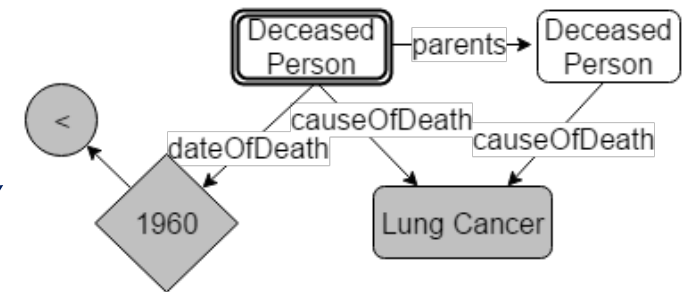 Deceased
Person
parents
Deceased
Person
<
causeOfDeath
dateOfDeath
causeOfDeath
1960
Lung Cancer